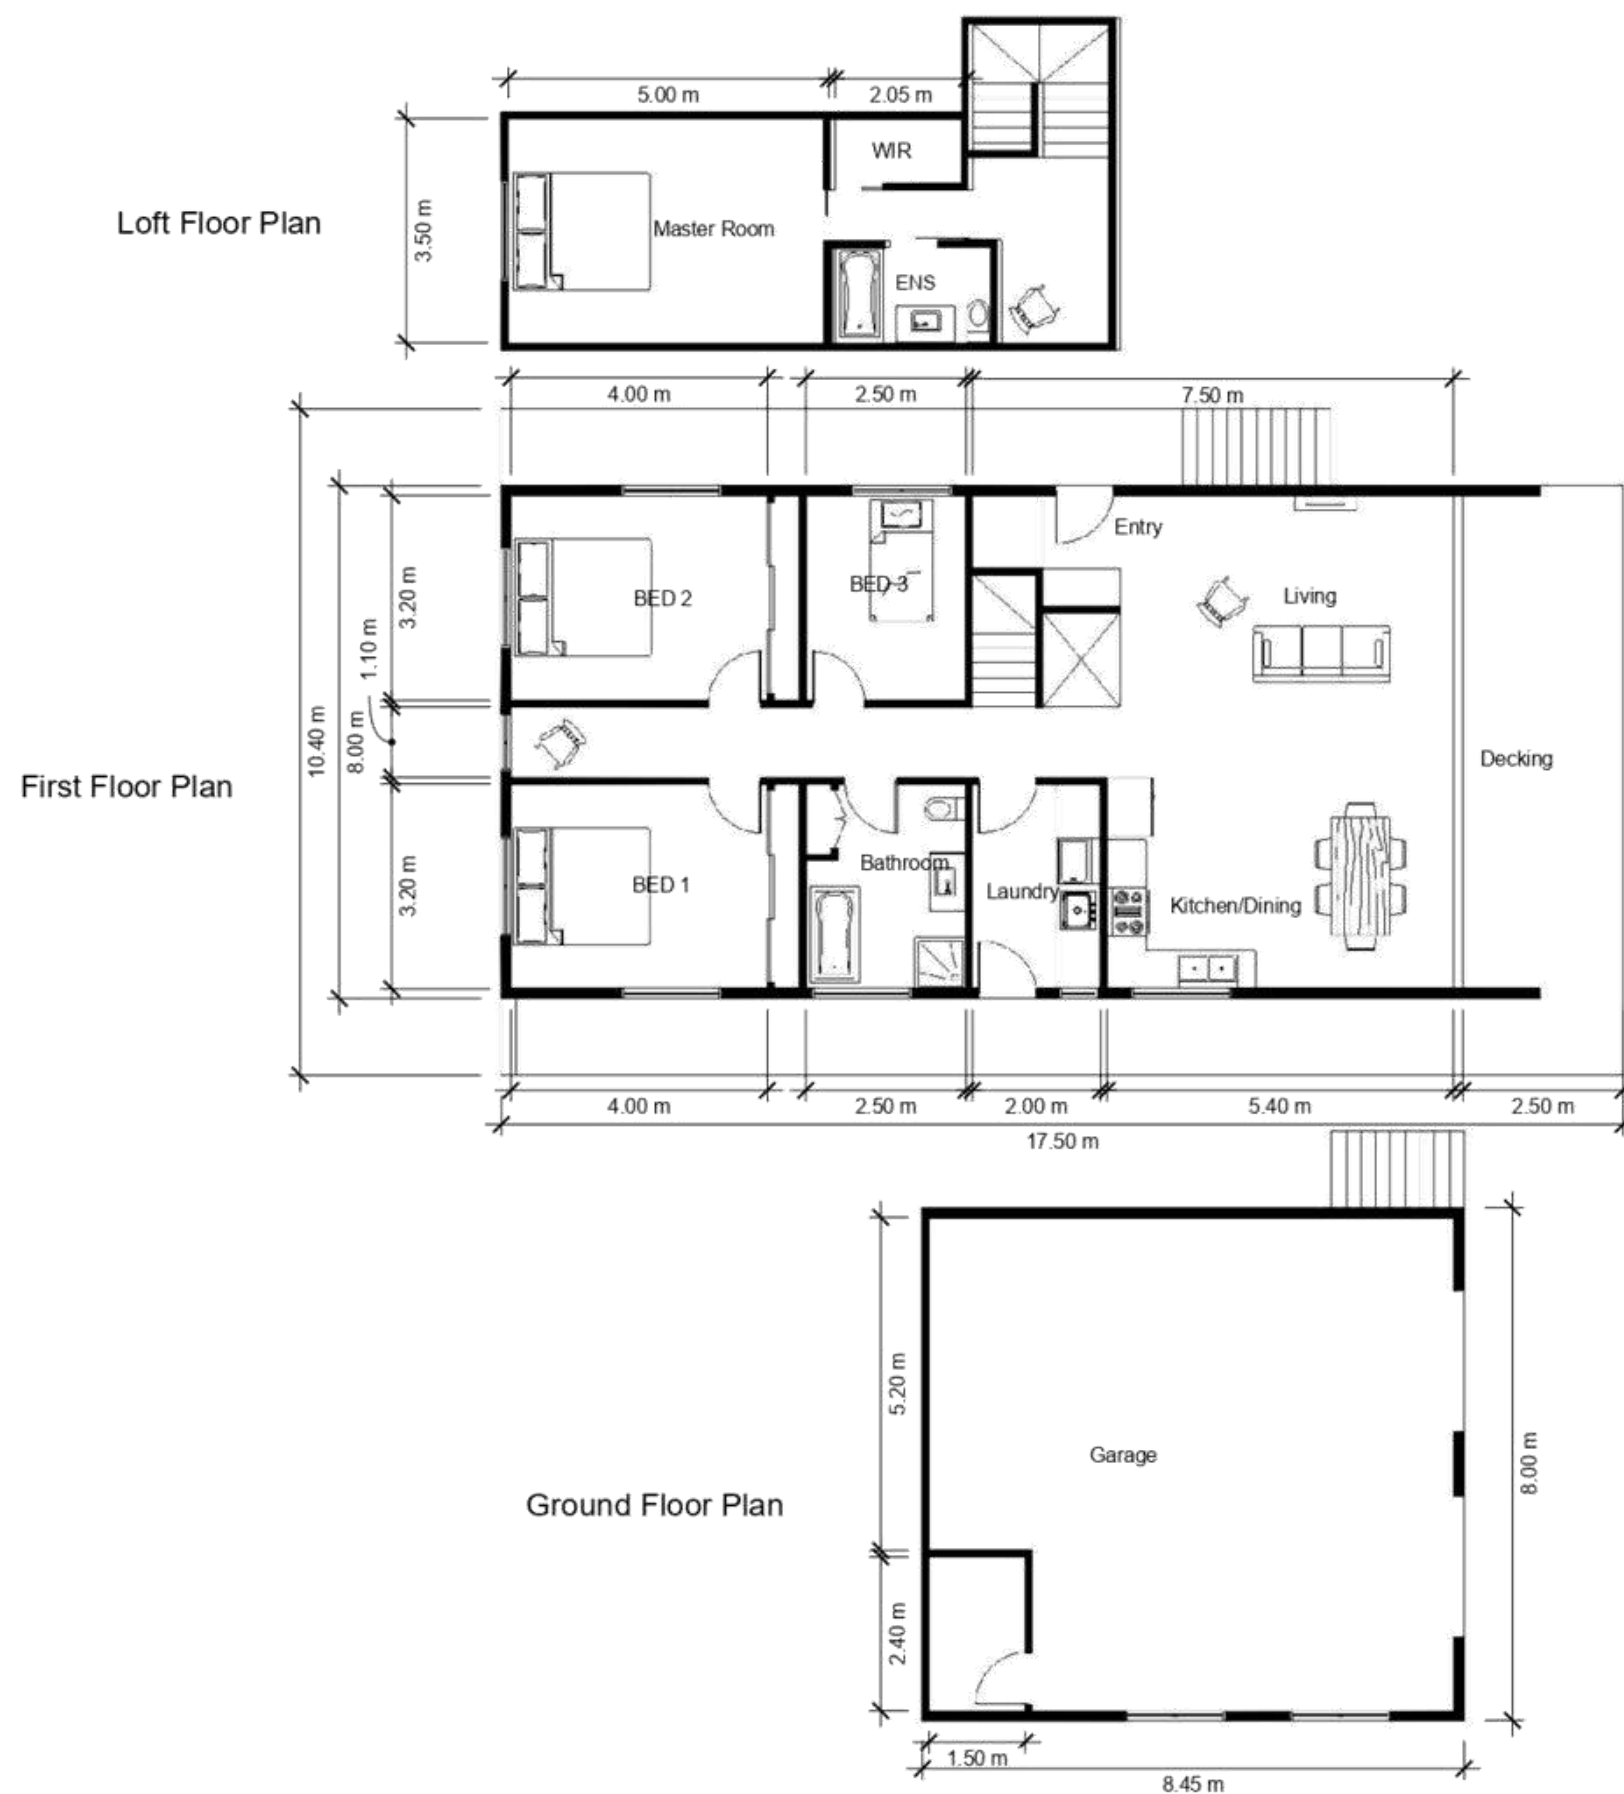 5.00 m
2.05 m
WIR
Loft Floor Plan
3.50 m
Master Room
ENS
4.00 m
2.50 m
7.50 m
Entry
3.20 m
BED 2
BED 3
Living
1.10 m
10.40 m
8.00 m
First Floor Plan
Decking
3.20 m
BED 1
Bathroom
Laundry
Kitchen/Dining
4.00 m
2.50 m
2.00 m
5.40 m
2.50 m
17.50 m
5.20 m
Garage
8.00 m
Ground Floor Plan
2.40 m
1.50 m
8.45 m